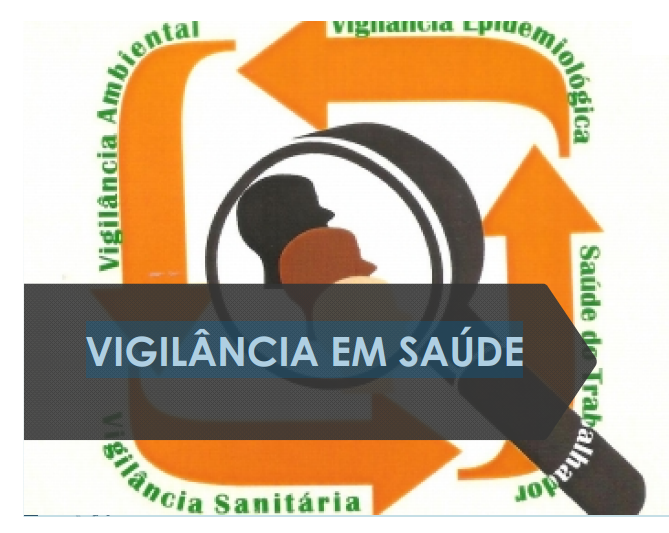 Vigilância Epidemiológica
Vigilância Ambiental
Saúde do Trabalhador
VIGILÂNCIA EM SAÚDE
Vigilância Sanitária